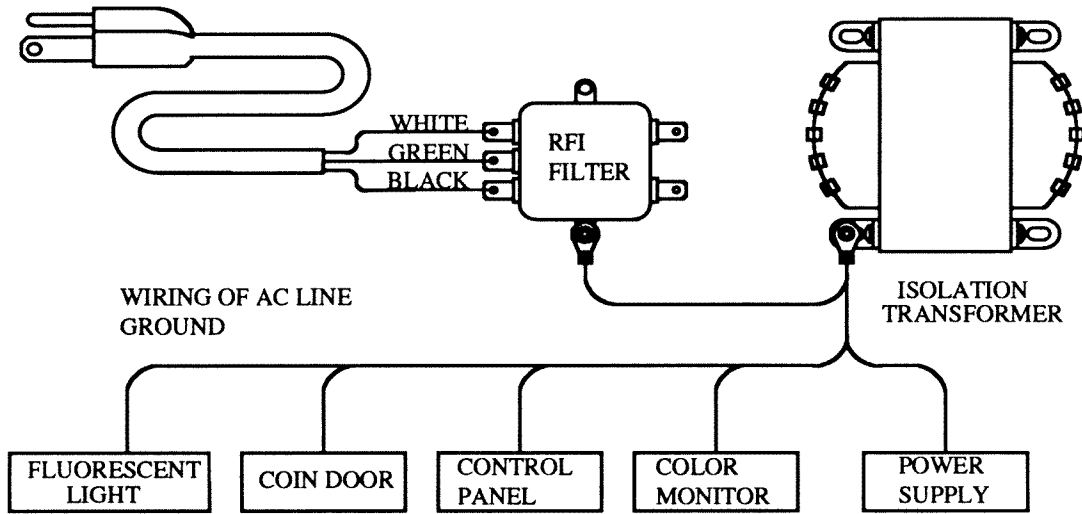 WHITE
GREEN
BLACK
RFI
FILTER
WIRING OF AC LINE
GROUND
ISOLATION
TRANSFORMER
FLUORESCENT
LIGHT
COIN DOOR
CONTROL
PANEL
COLOR
MONITOR
POWER
SUPPLY